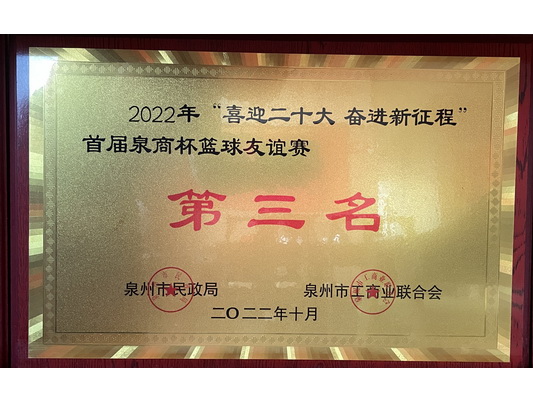 2022年“喜迎二十大 奋进新征程”
首届泉商杯篮球友谊赛
第三名
泉州市民政局 泉州市工商业联合会
二〇二二年十月